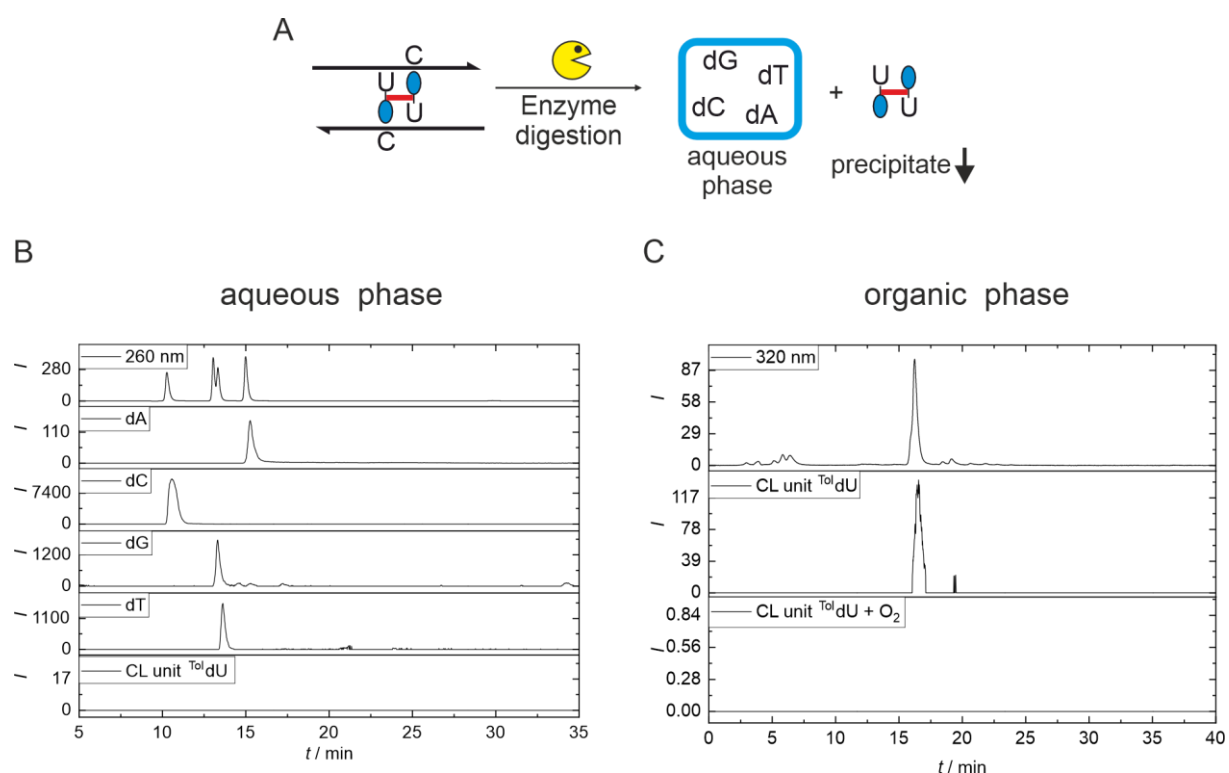 A
C
U
U
C
Enzyme
digestion
dG
dT
dC
dA
aqueous
phase
+
U
U
precipitate
B
aqueous phase
260 nm
280
0
dA
110
0
dC
7400
0
dG
1200
0
dT
1100
0
CL unit ToldU
17
0
I
I
I
I
I
I
5 10 15 20 25 30 35
t / min
C
organic phase
320 nm
87
58
29
0
CL unit ToldU
117
78
39
0
CL unit ToldU + O2
0.84
0.56
0.28
0.00
I
I
I
0 5 10 15 20 25 30 35 40
t / min